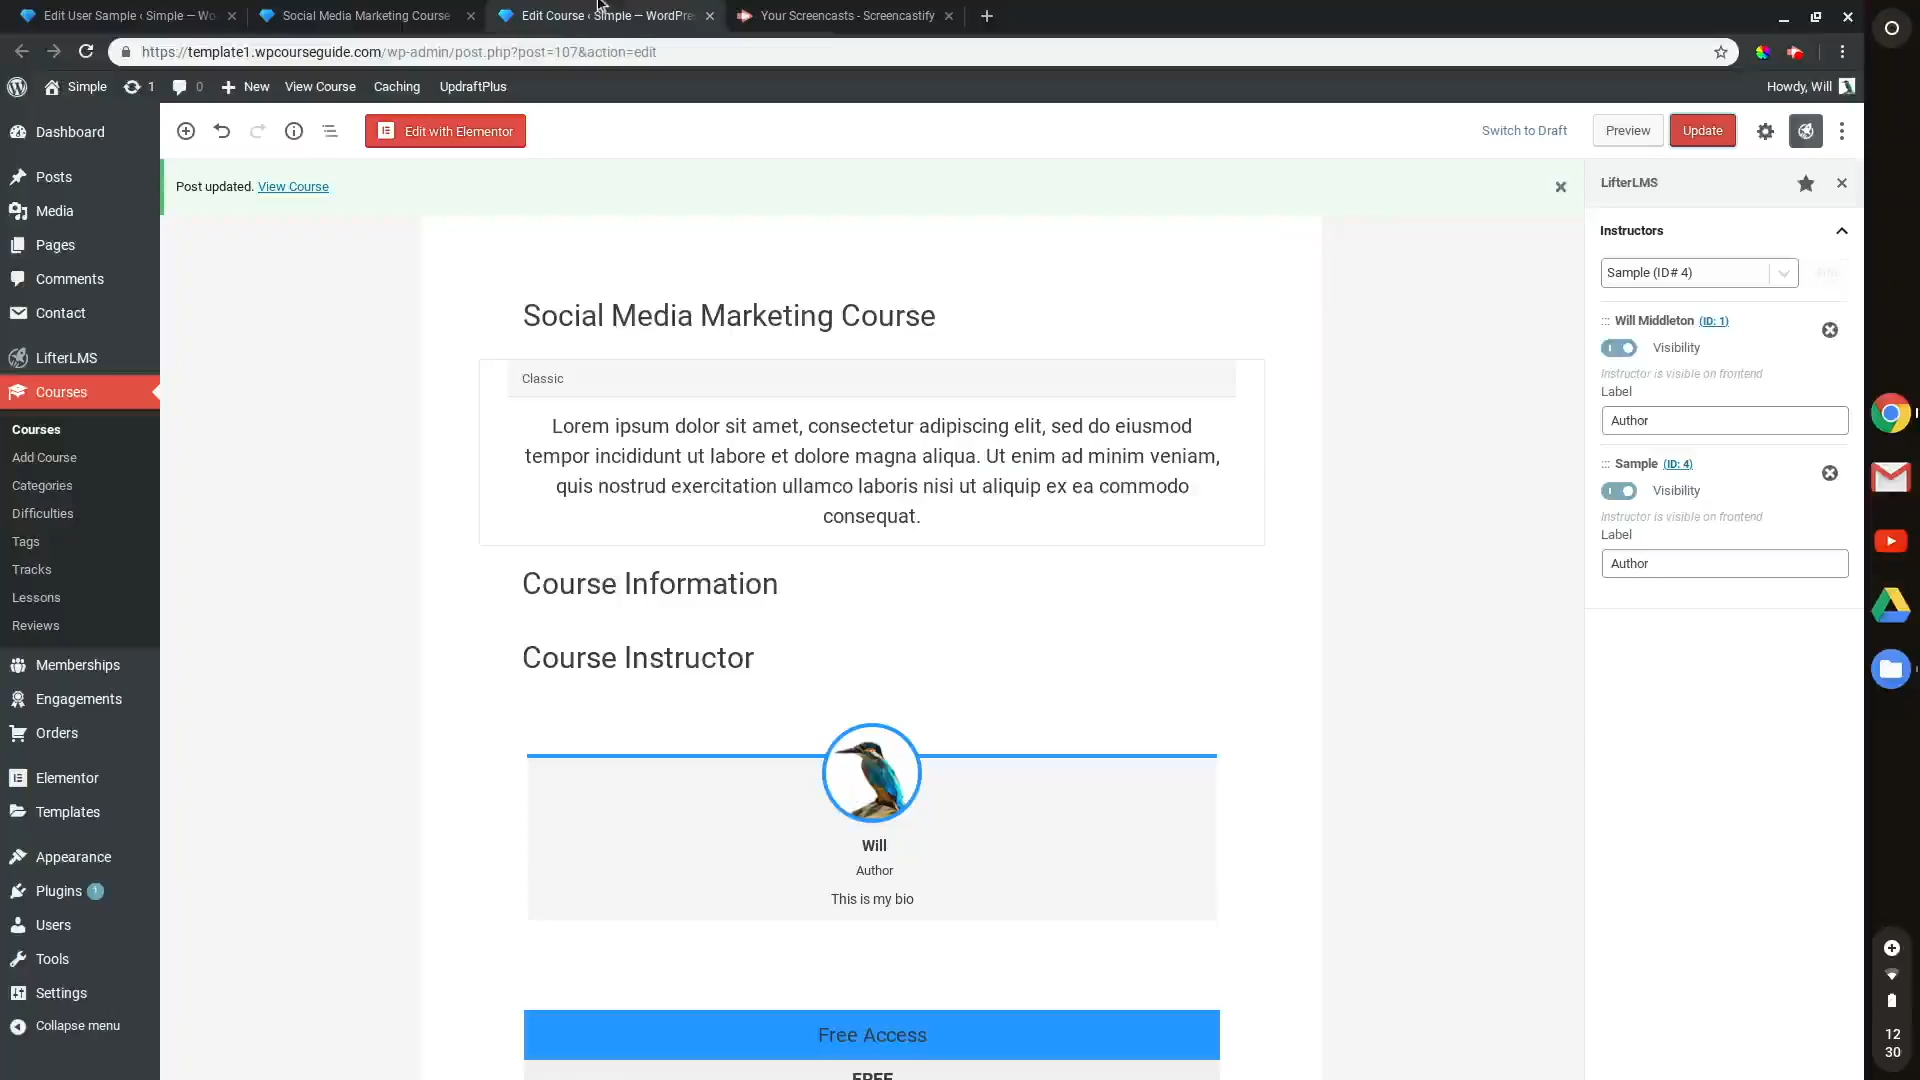 Edit User Sample ‹ Simple — Wo
Social Media Marketing Course
Edit Course ‹ Simple — WordPre
Your Screencasts - Screencastify
https://template1.wpcourseguide.com/wp-admin/post.php?post=107&action=edit
Simple
1
0
New
View Course
Caching
UpdraftPlus
Howdy, Will
Dashboard
Posts
Media
Pages
Comments
Contact
LifterLMS
Courses
Courses
Add Course
Categories
Difficulties
Tags
Tracks
Lessons
Reviews
Memberships
Engagements
Orders
Elementor
Templates
Appearance
Plugins 1
Users
Tools
Settings
Collapse menu
Edit with Elementor
Switch to Draft
Preview
Update
Post updated. View Course
Social Media Marketing Course
Classic
Lorem ipsum dolor sit amet, consectetur adipiscing elit, sed do eiusmod
tempor incididunt ut labore et dolore magna aliqua. Ut enim ad minim veniam,
quis nostrud exercitation ullamco laboris nisi ut aliquip ex ea commodo
consequat.
Course Information
Course Instructor
Will
Author
This is my bio
Free Access
FREE
LifterLMS
Instructors
Sample (ID# 4)
Will Middleton (ID: 1)
Visibility
Instructor is visible on frontend
Label
Author
Sample (ID: 4)
Visibility
Instructor is visible on frontend
Label
Author
12
30